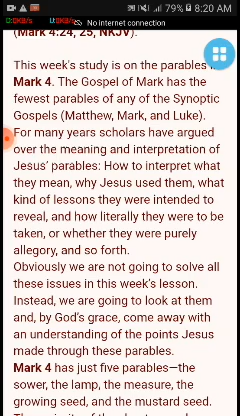 0:0KB/s U:0KB/s 79% 8:20 AM
No internet connection
(Mark 4:24, 25, NKJV).
This week's study is on the parables
Mark 4. The Gospel of Mark has the
fewest parables of any of the Synoptic
Gospels (Matthew, Mark, and Luke).
For many years scholars have argued
over the meaning and interpretation of
Jesus' parables: How to interpret what
they mean, why Jesus used them, what
kind of lessons they were intended to
reveal, and how literally they were to be
taken, or whether they were purely
allegory, and so forth.
Obviously we are not going to solve all
these issues in this week's lesson.
Instead, we are going to look at them
and, by God's grace, come away with
an understanding of the points Jesus
made through these parables.
Mark 4 has just five parables—the
sower, the lamp, the measure, the
growing seed, and the mustard seed.